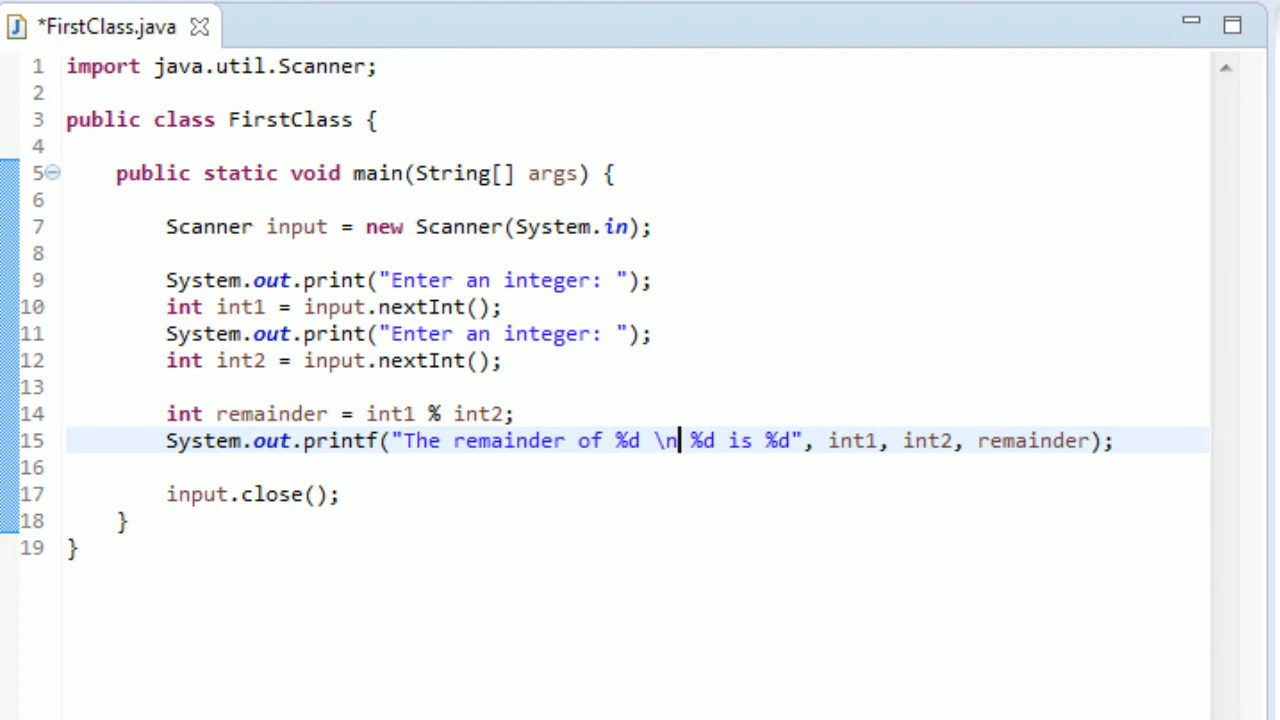 *FirstClass.java
1 import java.util.Scanner;
2
3 public class FirstClass {
4
5     public static void main(String[] args) {
6
7         Scanner input = new Scanner(System.in);
8
9         System.out.print("Enter an integer: ");
10         int int1 = input.nextInt();
11         System.out.print("Enter an integer: ");
12         int int2 = input.nextInt();
13
14         int remainder = int1 % int2;
15         System.out.printf("The remainder of %d \n %d is %d", int1, int2, remainder);
16
17         input.close();
18     }
19 }